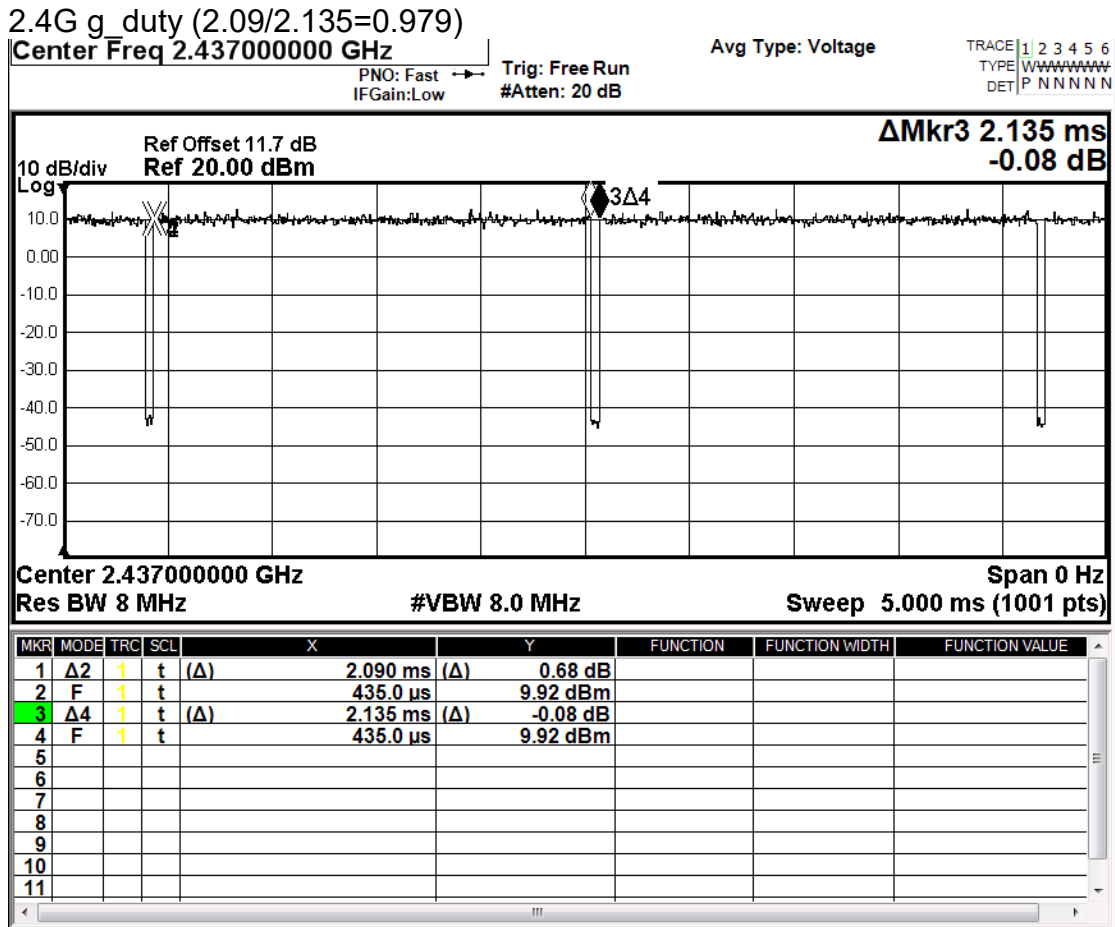 2.4G g_duty (2.09/2.135=0.979)
Center Freq 2.437000000 GHz
Avg Type: Voltage
TRACE 1 2 3 4 5 6
PNO: Fast
Trig: Free Run
TYPE WWWWWWW
IFGain:Low
#Atten: 20 dB
DET P N N N N N
ΔMkr3 2.135 ms
-0.08 dB
Ref Offset 11.7 dB
10 dB/div Ref 20.00 dBm
Log
3Δ4
10.0
0.00
-10.0
-20.0
-30.0
-40.0
-50.0
-60.0
-70.0
Center 2.437000000 GHz Span 0 Hz
Res BW 8 MHz #VBW 8.0 MHz Sweep 5.000 ms (1001 pts)
MKR MODE TRC SCL X Y FUNCTION FUNCTION WIDTH FUNCTION VALUE
1 Δ2 1 t (Δ) 2.090 ms (Δ) 0.68 dB
2 F 1 t 435.0 µs 9.92 dBm
3 Δ4 1 t (Δ) 2.135 ms (Δ) -0.08 dB
4 F 1 t 435.0 µs 9.92 dBm
5
6
7
8
9
10
11